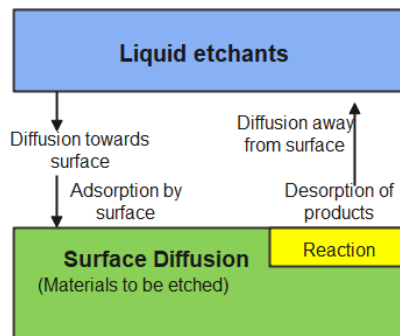 Liquid etchants
Diffusion towards
surface
Adsorption by
surface
Diffusion away
from surface
Desorption of
products
Surface Diffusion
(Materials to be etched)
Reaction